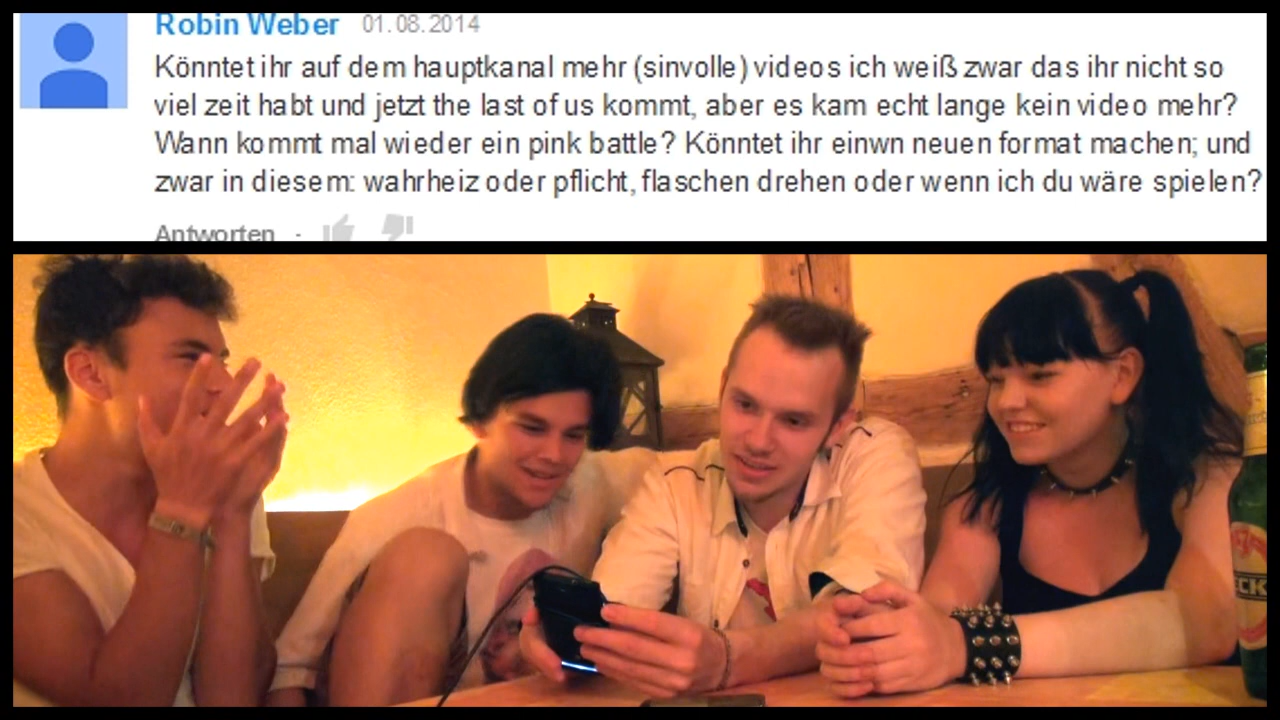 Robin Weber 01.08.2014
Könntet ihr auf dem hauptkanal mehr (sinvolle) videos ich weiß zwar das ihr nicht so
viel zeit habt und jetzt the last of us kommt, aber es kam echt lange kein video mehr?
Wann kommt mal wieder ein pink battle? Könntet ihr einwn neuen format machen; und
zwar in diesem: wahrheiz oder pflicht, flaschen drehen oder wenn ich du wäre spielen?
Antworten ·